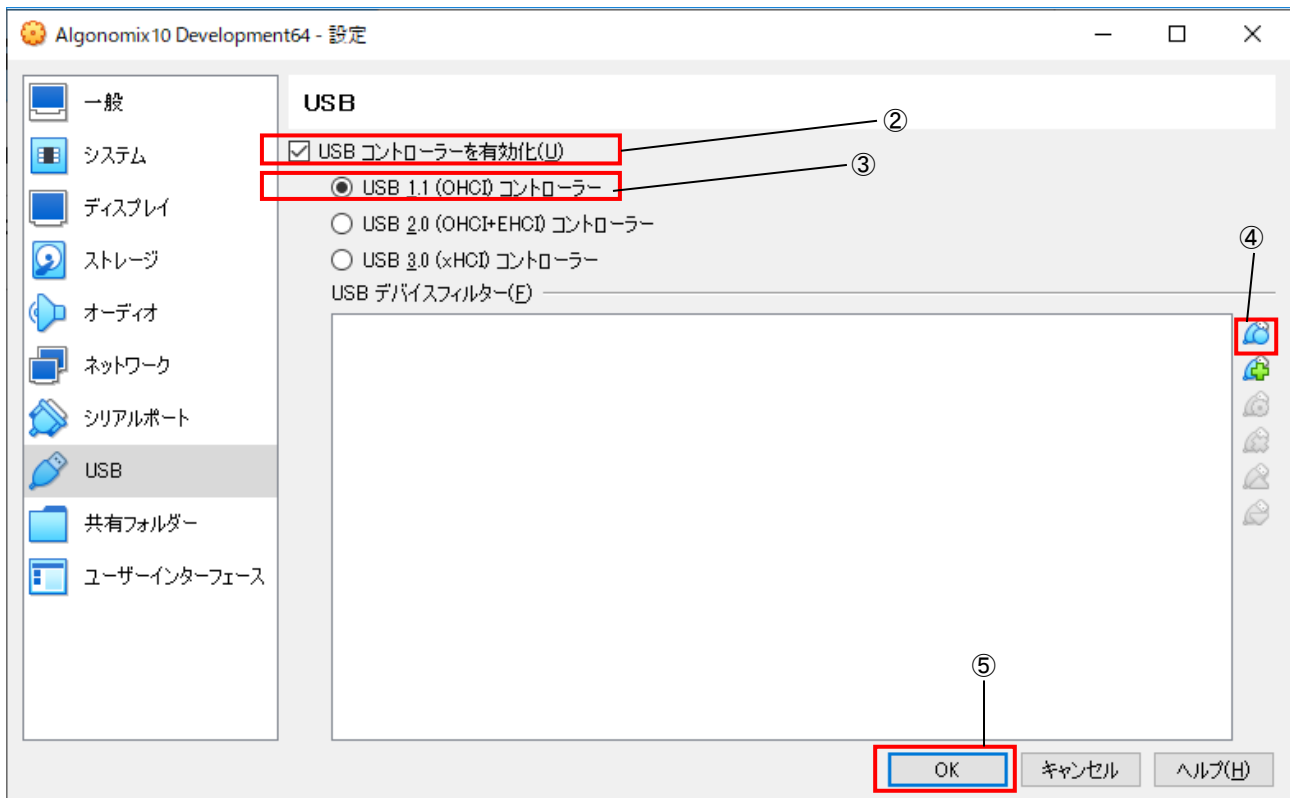 Algonomix10 Development64 - 設定
一般
システム
ディスプレイ
ストレージ
オーディオ
ネットワーク
シリアルポート
USB
共有フォルダー
ユーザーインターフェース
USB
②
USB コントローラーを有効化(U)
③
USB 1.1 (OHCI) コントローラー
USB 2.0 (OHCI+EHCI) コントローラー
④
USB 3.0 (xHCI) コントローラー
USB デバイスフィルター(F)
⑤
OK キャンセル ヘルプ(H)